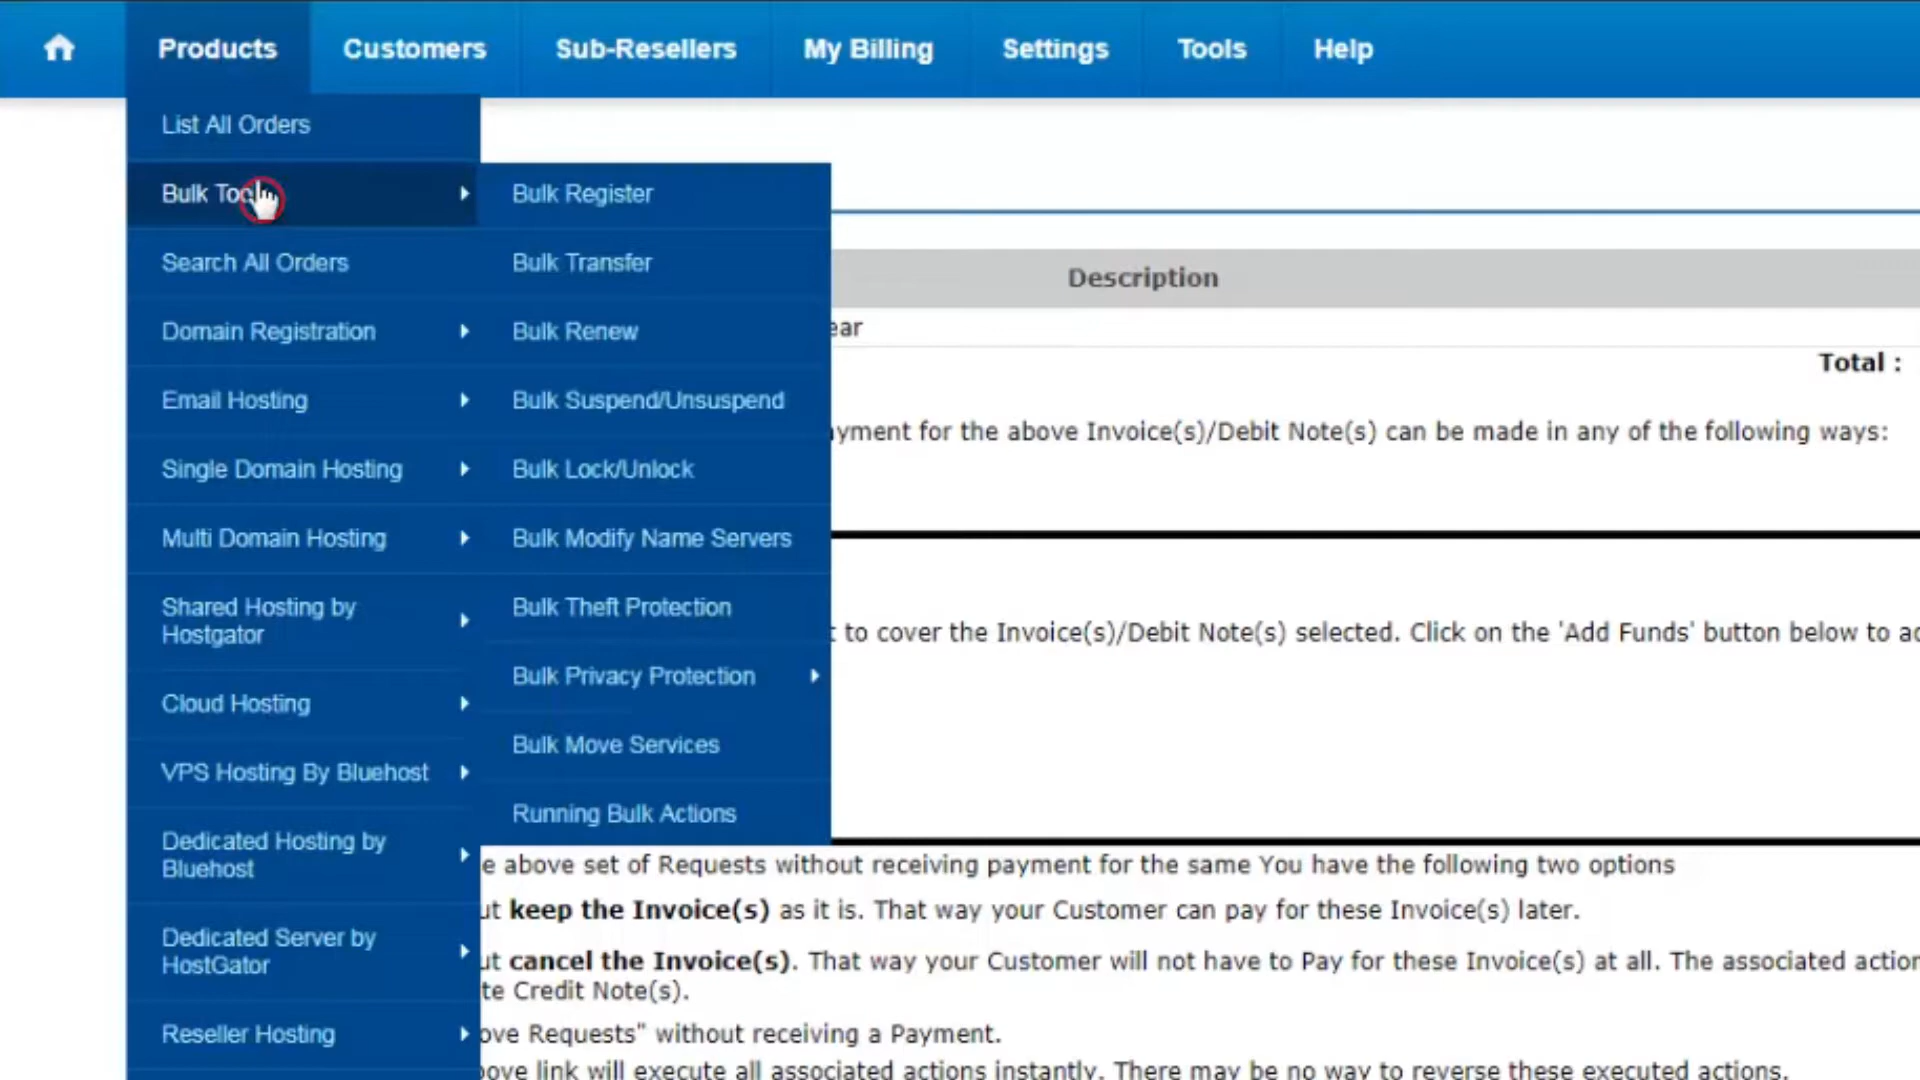 Products Customers Sub-Resellers My Billing Settings Tools Help
List All Orders
Bulk
Search All Orders
Domain Registration
Email Hosting
Single Domain Hosting
Multi Domain Hosting
Shared Hosting by
Hostgator
Cloud Hosting
VPS Hosting By Bluehost
Dedicated Hosting by
Bluehost
Dedicated Server by
HostGator
Reseller Hosting
Bulk Register
Bulk Transfer
Bulk Renew
Bulk Suspend/Unsuspend
Bulk Lock/Unlock
Bulk Modify Name Servers
Bulk Theft Protection
Bulk Privacy Protection
Bulk Move Services
Running Bulk Actions
Description
ear
Total :
yment for the above Invoice(s)/Debit Note(s) can be made in any of the following ways:
to cover the Invoice(s)/Debit Note(s) selected. Click on the 'Add Funds' button below to
e above set of Requests without receiving payment for the same You have the following two options
ut keep the Invoice(s) as it is. That way your Customer can pay for these Invoice(s) later.
ut cancel the Invoice(s). That way your Customer will not have to Pay for these Invoice(s) at all. The associated action
te Credit Note(s).
ove Requests" without receiving a Payment.
ove link will execute all associated actions instantly. There may be no way to reverse these executed actions.